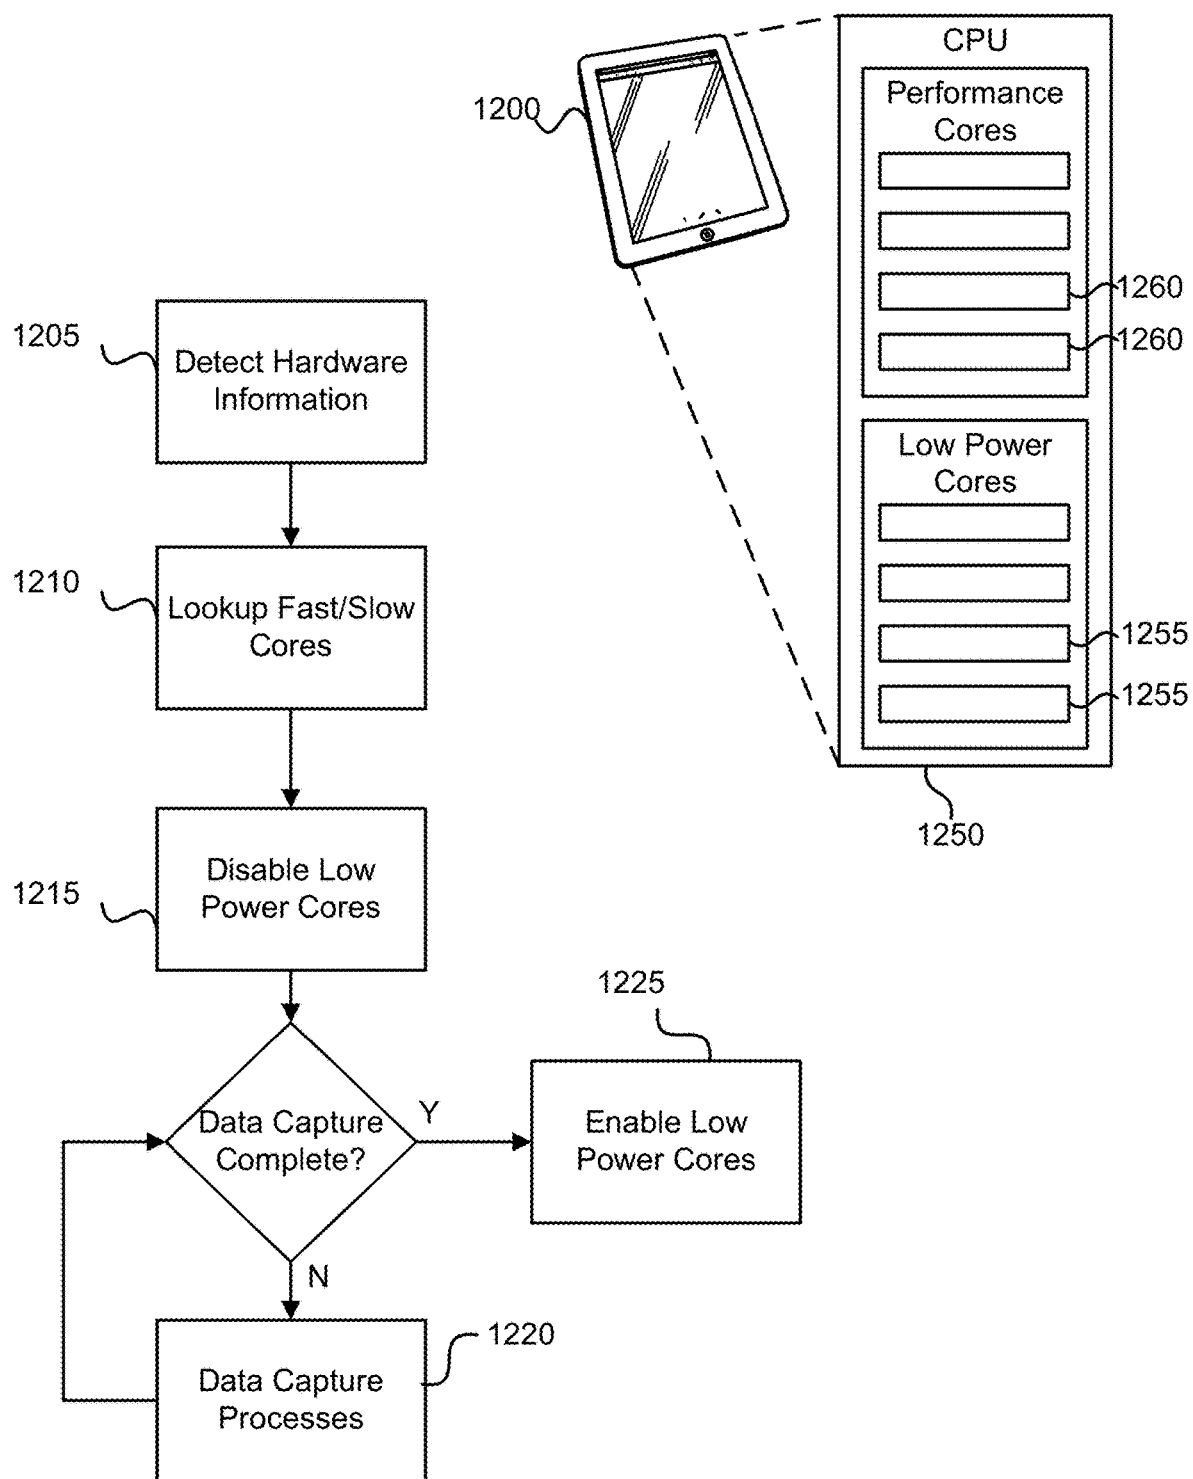 CPU
Performance
Cores
1200
1260
1260
1205
Detect Hardware
Information
Low Power
Cores
1210
Lookup Fast/Slow
Cores
1255
1255
1250
1215
Disable Low
Power Cores
1225
Data Capture
Complete?
Y
Enable Low
Power Cores
N
1220
Data Capture
Processes